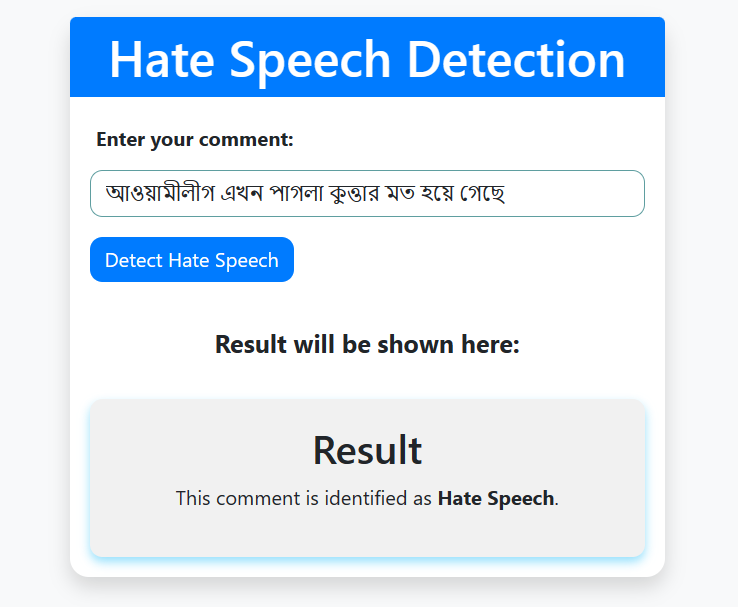 Hate Speech Detection
Enter your comment:
আওয়ামীলীগ এখন পাগলা কুত্তার মত হয়ে গেছে
Detect Hate Speech
Result will be shown here:
Result
This comment is identified as Hate Speech.